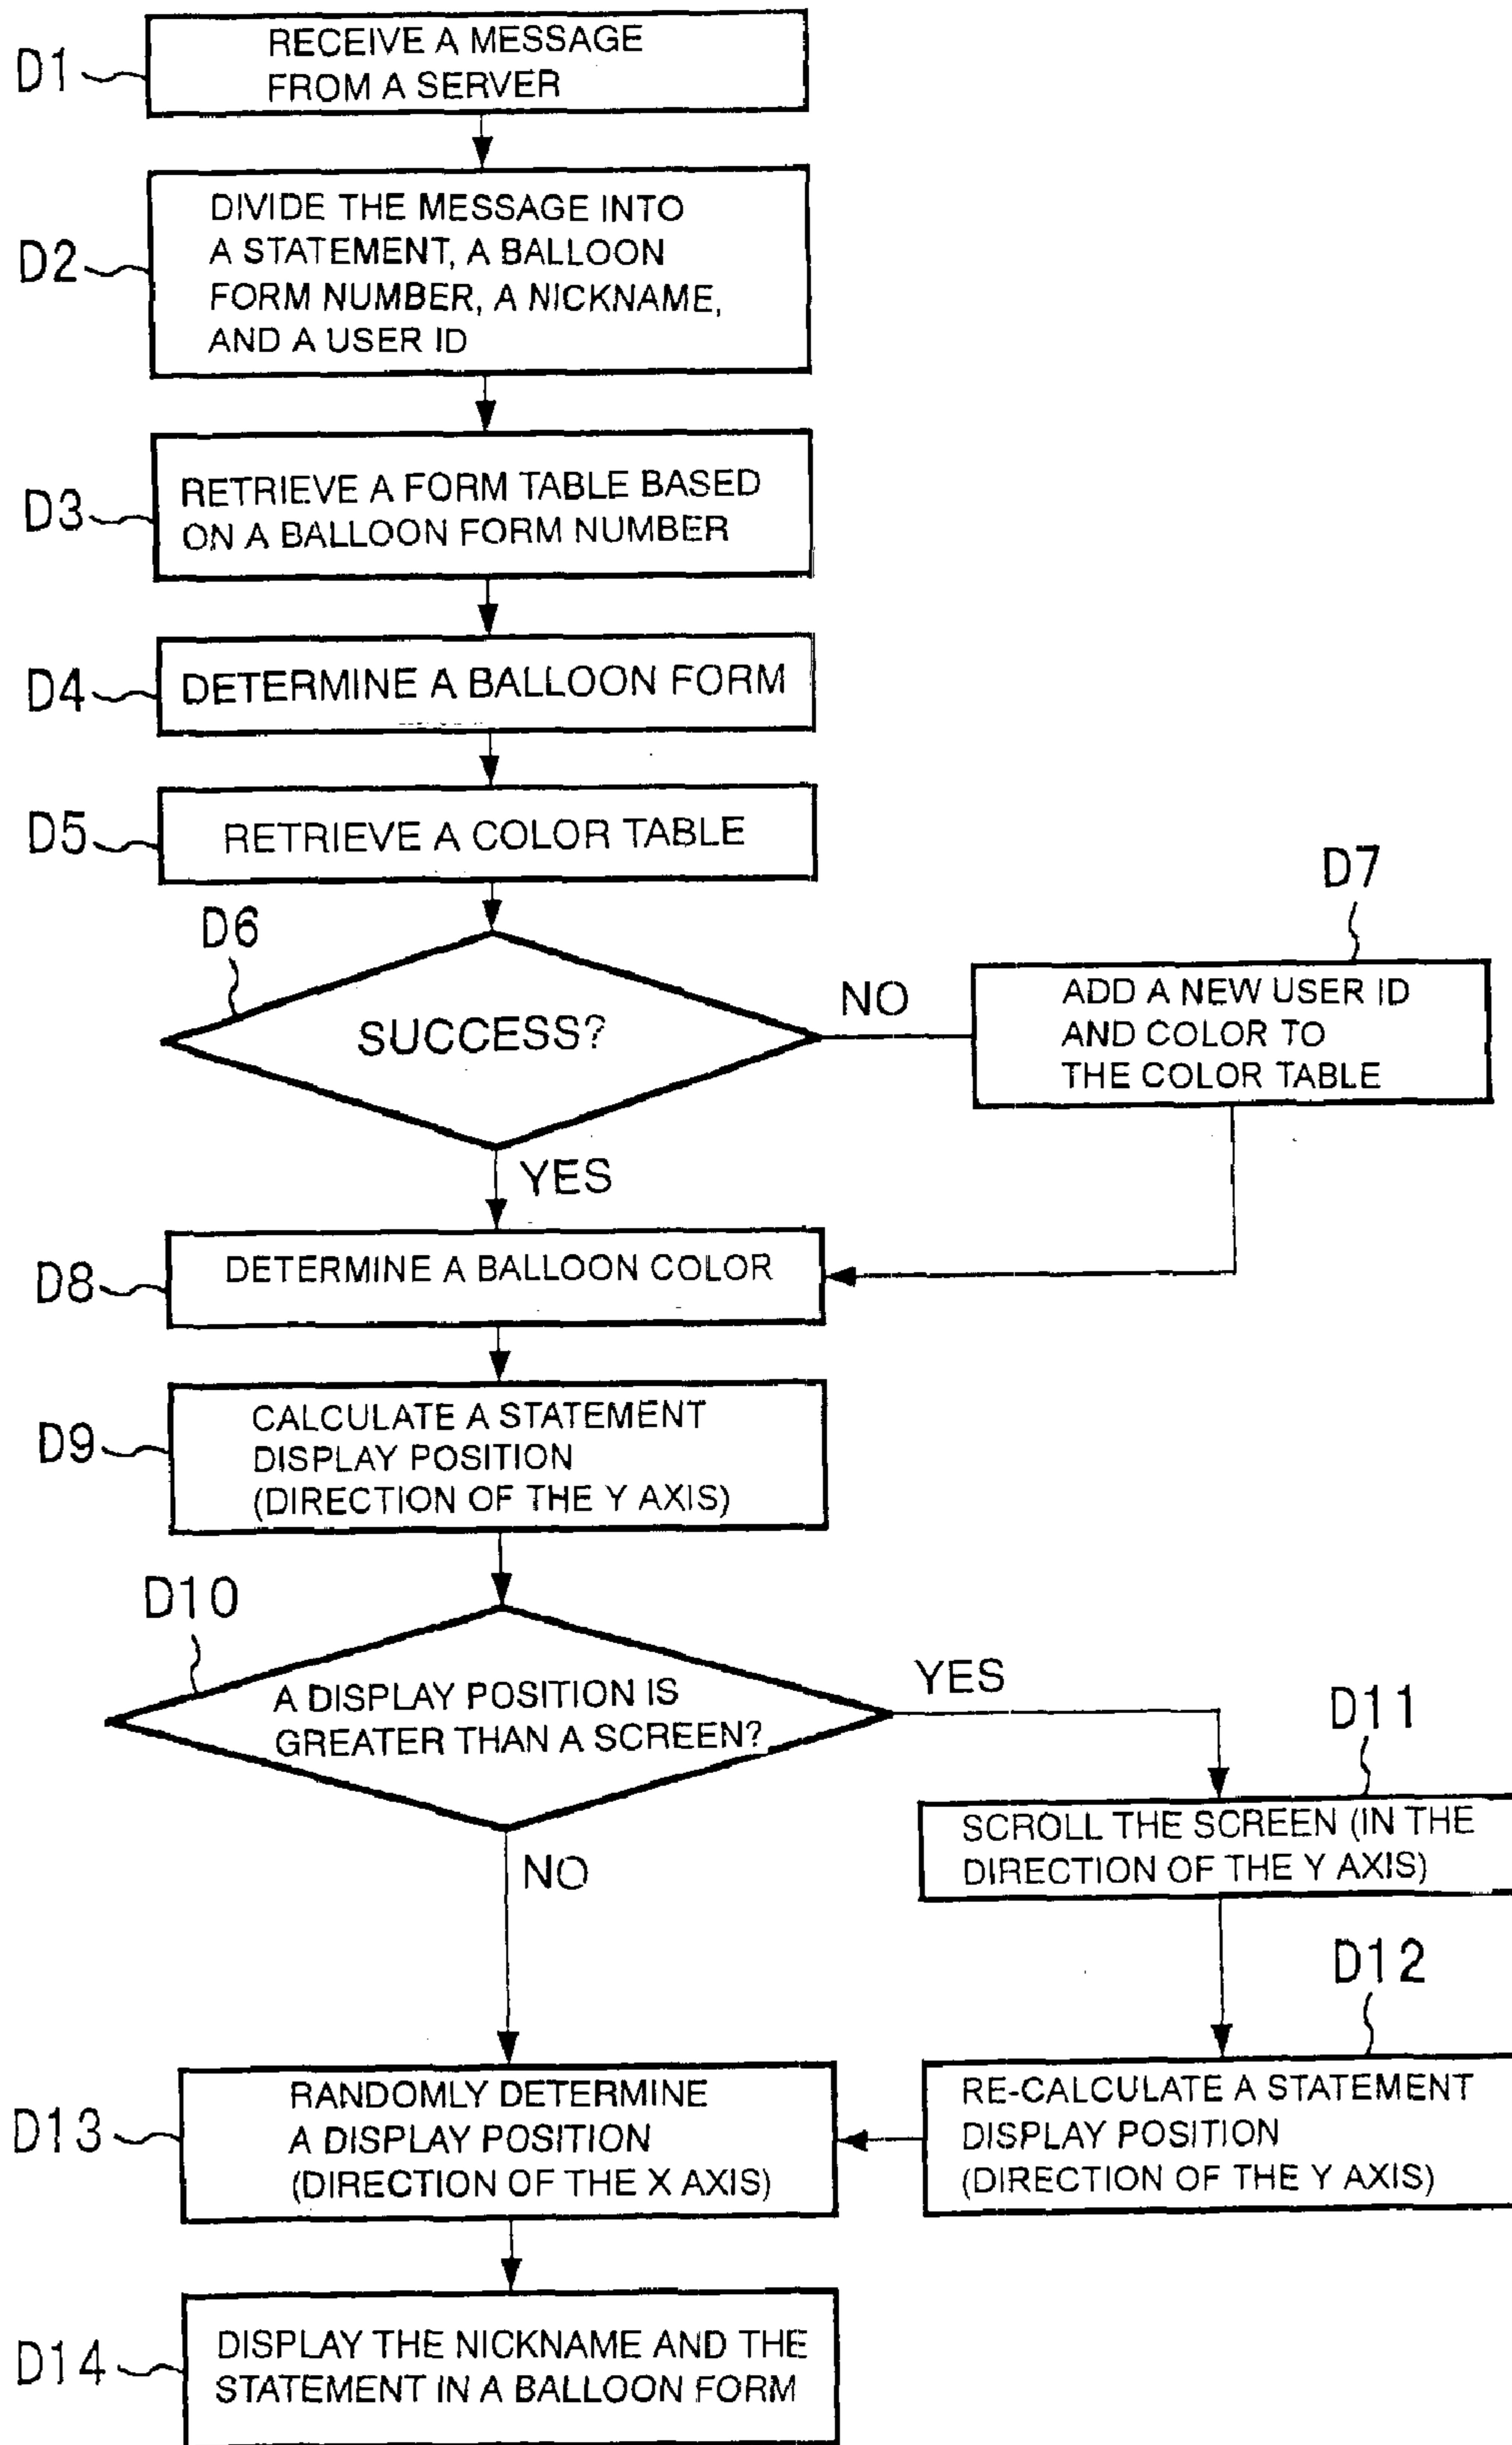 D1
RECEIVE A MESSAGE
FROM A SERVER
D2
DIVIDE THE MESSAGE INTO
A STATEMENT, A BALLOON
FORM NUMBER, A NICKNAME,
AND A USER ID
D3
RETRIEVE A FORM TABLE BASED
ON A BALLOON FORM NUMBER
D4
DETERMINE A BALLOON FORM
D5
RETRIEVE A COLOR TABLE
D6
SUCCESS?
NO
D7
ADD A NEW USER ID
AND COLOR TO
THE COLOR TABLE
YES
D8
DETERMINE A BALLOON COLOR
D9
CALCULATE A STATEMENT
DISPLAY POSITION
(DIRECTION OF THE Y AXIS)
D10
A DISPLAY POSITION IS
GREATER THAN A SCREEN?
YES
D11
SCROLL THE SCREEN (IN THE
DIRECTION OF THE Y AXIS)
NO
D12
RE-CALCULATE A STATEMENT
DISPLAY POSITION
(DIRECTION OF THE Y AXIS)
D13
RANDOMLY DETERMINE
A DISPLAY POSITION
(DIRECTION OF THE X AXIS)
D14
DISPLAY THE NICKNAME AND THE
STATEMENT IN A BALLOON FORM